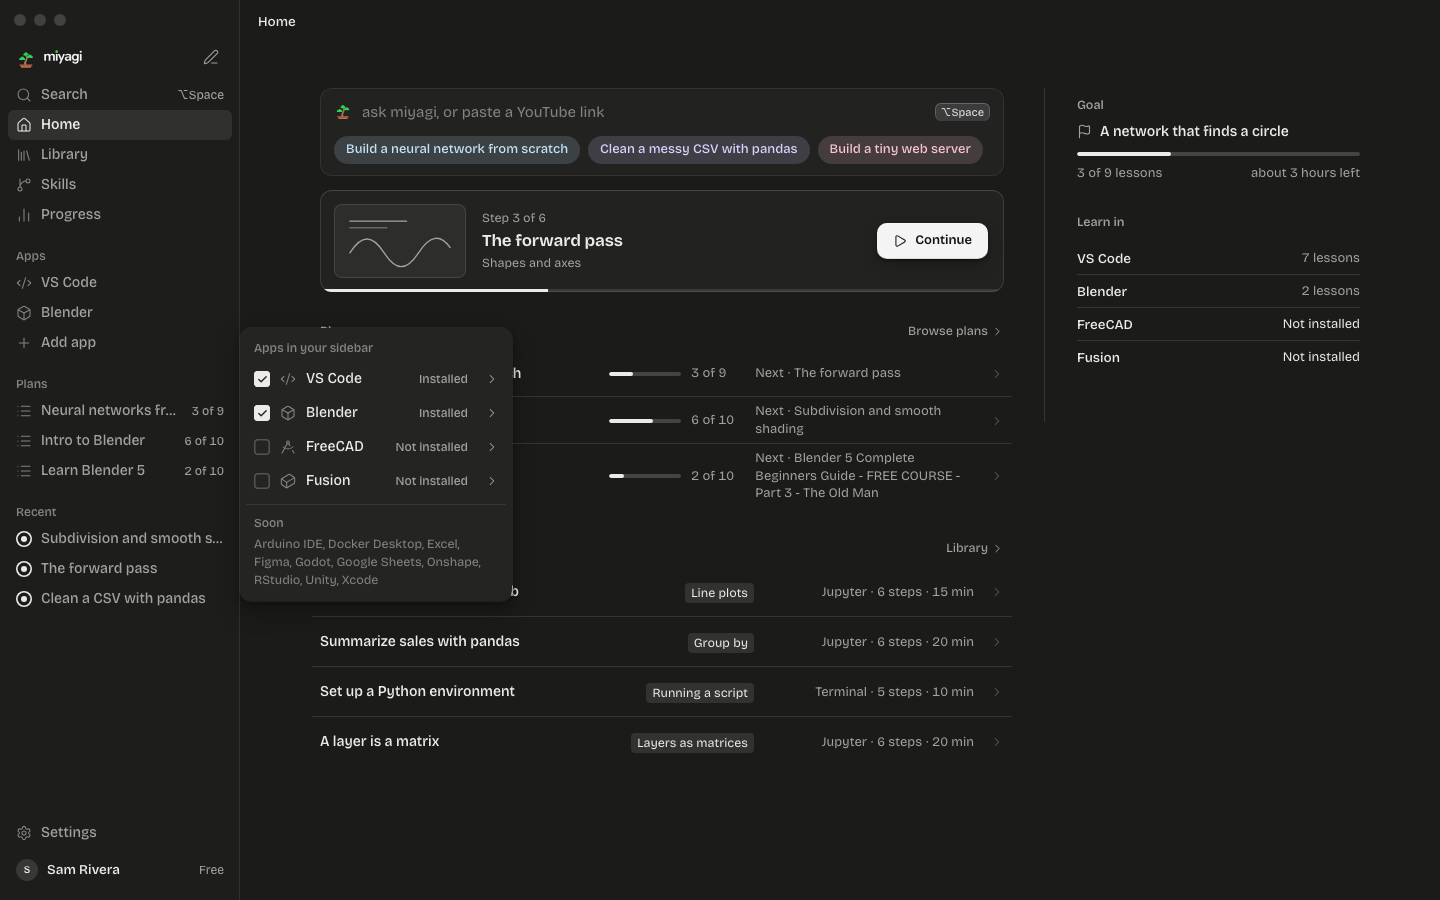 miyagi
Search
⌥Space
Home
Library
Skills
Progress
Apps
VS Code
Blender
Add app
Plans
Neural networks fr...
3 of 9
Intro to Blender
6 of 10
Learn Blender 5
2 of 10
Recent
Subdivision and smooth s...
The forward pass
Clean a CSV with pandas
Settings
S
Sam Rivera
Free
Home
ask miyagi, or paste a YouTube link
⌥Space
Build a neural network from scratch
Clean a messy CSV with pandas
Build a tiny web server
Step 3 of 6
The forward pass
Shapes and axes
Continue
Browse plans
h
3 of 9
Next · The forward pass
6 of 10
Next · Subdivision and smooth
shading
2 of 10
Next · Blender 5 Complete
Beginners Guide - FREE COURSE -
Part 3 - The Old Man
Apps in your sidebar
VS Code
Installed
Blender
Installed
FreeCAD
Not installed
Fusion
Not installed
Soon
Arduino IDE, Docker Desktop, Excel,
Figma, Godot, Google Sheets, Onshape,
RStudio, Unity, Xcode
Library
b
Line plots
Jupyter · 6 steps · 15 min
Summarize sales with pandas
Group by
Jupyter · 6 steps · 20 min
Set up a Python environment
Running a script
Terminal · 5 steps · 10 min
A layer is a matrix
Layers as matrices
Jupyter · 6 steps · 20 min
Goal
A network that finds a circle
3 of 9 lessons
about 3 hours left
Learn in
VS Code
7 lessons
Blender
2 lessons
FreeCAD
Not installed
Fusion
Not installed